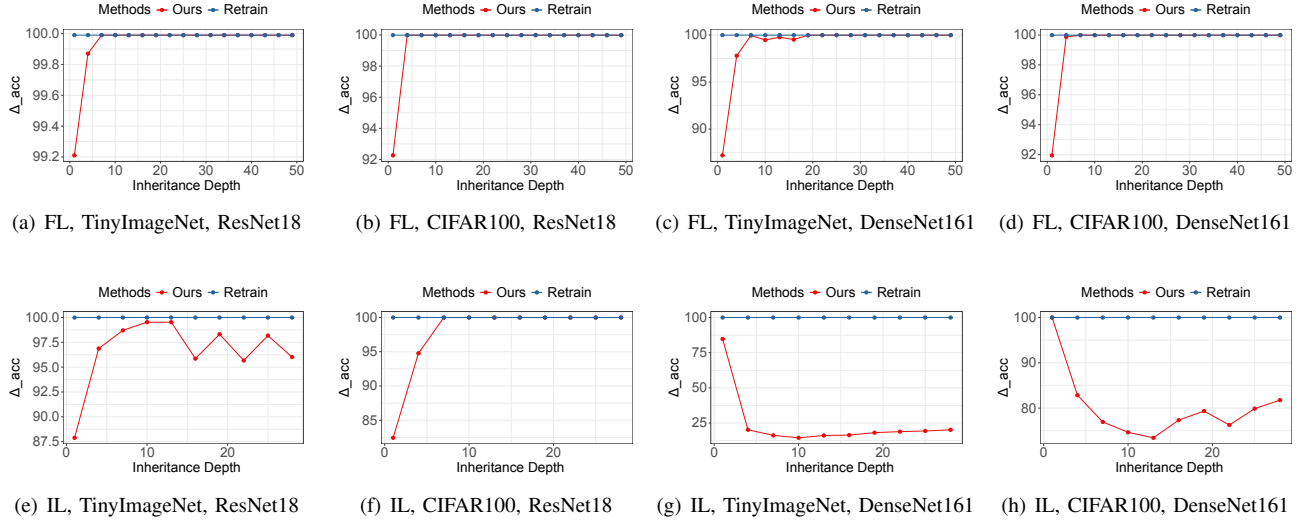 Methods Ours Retrain
Δ_acc
100.0
99.8
99.6
99.4
99.2
0 10 20 30 40 50
Inheritance Depth
(a) FL, TinyImageNet, ResNet18
Methods Ours Retrain
Δ_acc
100
98
96
94
92
0 10 20 30 40 50
Inheritance Depth
(b) FL, CIFAR100, ResNet18
Methods Ours Retrain
Δ_acc
100
95
90
0 10 20 30 40 50
Inheritance Depth
(c) FL, TinyImageNet, DenseNet161
Methods Ours Retrain
Δ_acc
100
98
96
94
92
0 10 20 30 40 50
Inheritance Depth
(d) FL, CIFAR100, DenseNet161
Methods Ours Retrain
Δ_acc
100.0
97.5
95.0
92.5
90.0
87.5
0 10 20
Inheritance Depth
(e) IL, TinyImageNet, ResNet18
Methods Ours Retrain
Δ_acc
100
95
90
85
0 10 20
Inheritance Depth
(f) IL, CIFAR100, ResNet18
Methods Ours Retrain
Δ_acc
100
75
50
25
0 10 20
Inheritance Depth
(g) IL, TinyImageNet, DenseNet161
Methods Ours Retrain
Δ_acc
100
90
80
0 10 20
Inheritance Depth
(h) IL, CIFAR100, DenseNet161